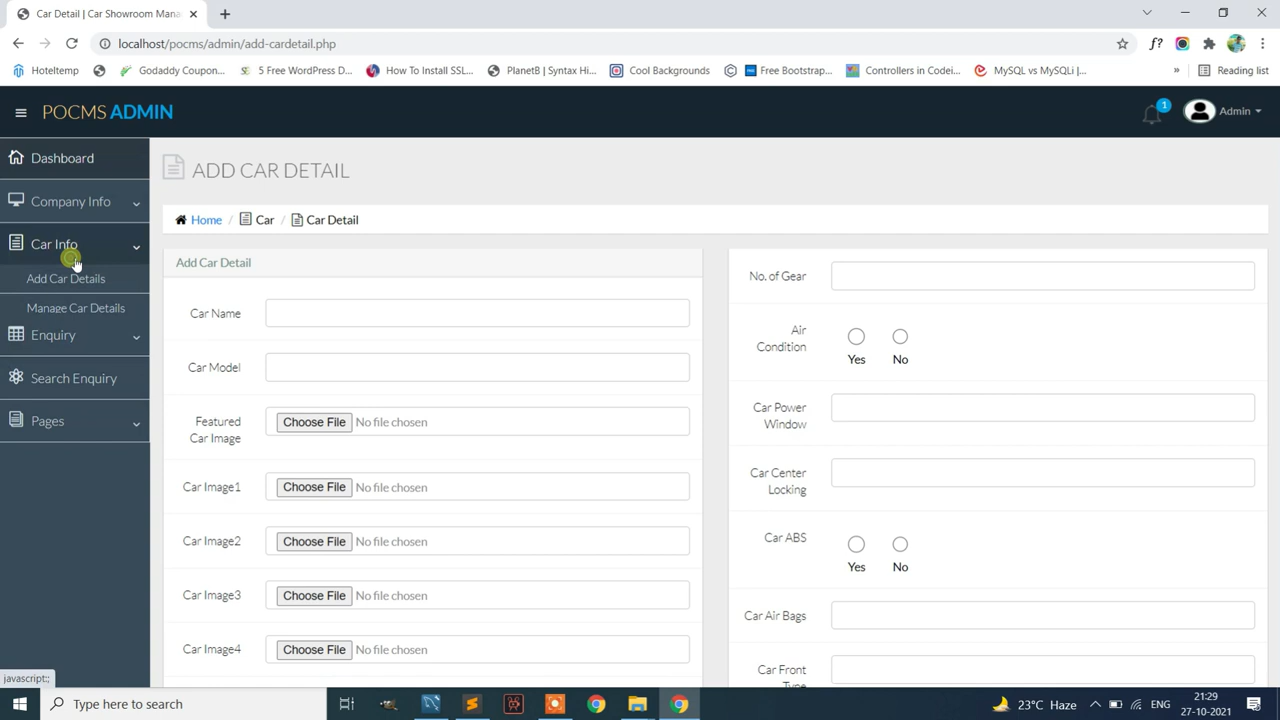 Car Detail | Car Showroom Mana
localhost/pocms/admin/add-cardetail.php
Hoteltemp
Godaddy Coupon...
5 Free WordPress D...
How To Install SSL...
PlanetB | Syntax Hi...
Cool Backgrounds
Free Bootstrap...
Controllers in Codei...
MySQL vs MySQLi |...
»
Reading list
POCMS ADMIN
1
Admin
Dashboard
Company Info
Car Info
Add Car Details
Manage Car Details
Enquiry
Search Enquiry
Pages
ADD CAR DETAIL
Home / Car / Car Detail
Add Car Detail
Car Name
Car Model
Featured
Car Image
Choose File No file chosen
Car Image1
Choose File No file chosen
Car Image2
Choose File No file chosen
Car Image3
Choose File No file chosen
Car Image4
Choose File No file chosen
No. of Gear
Air
Condition
Yes No
Car Power
Window
Car Center
Locking
Car ABS
Yes No
Car Air Bags
Car Front
Type
javascript:;
Type here to search
23°C Haze
ENG
21:29
27-10-2021